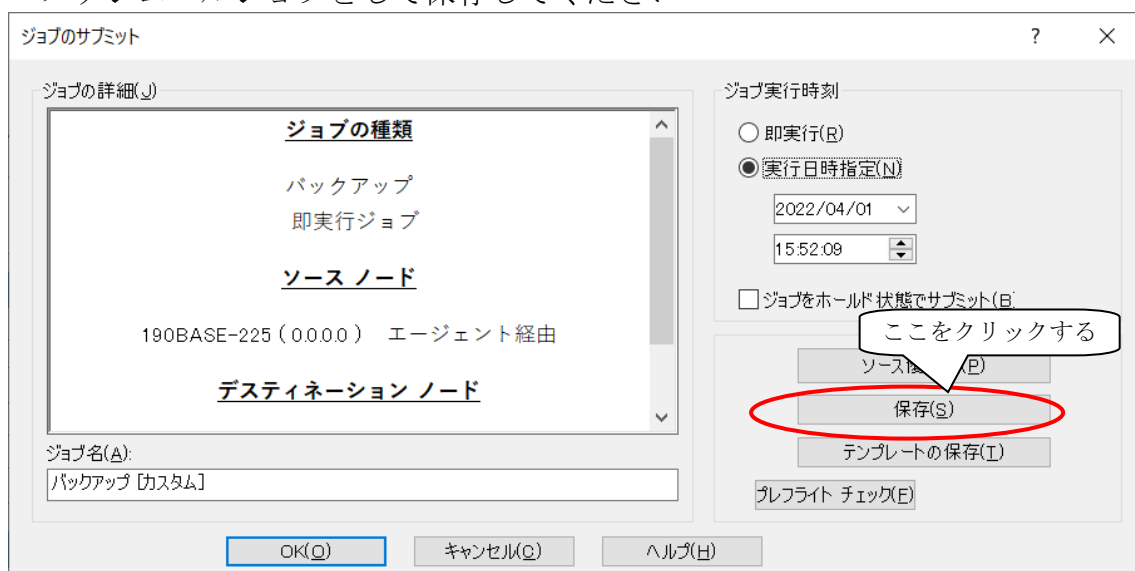 ジョブのサブミット
?
ジョブの詳細(J)
ジョブの種類
バックアップ
即実行ジョブ
ソース ノード
190BASE-225 ( 0.0.0.0 ) エージェント経由
デスティネーション ノード
ジョブ名(A):
バックアップ [カスタム]
ジョブ実行時刻
即実行(R)
実行日時指定(N)
2022/04/01
15:52:09
ジョブをホールド状態でサブミット(B)
ここをクリックする
(P)
保存(S)
テンプレートの保存(T)
プレフライト チェック(F)
OK(O)
キャンセル(C)
ヘルプ(H)